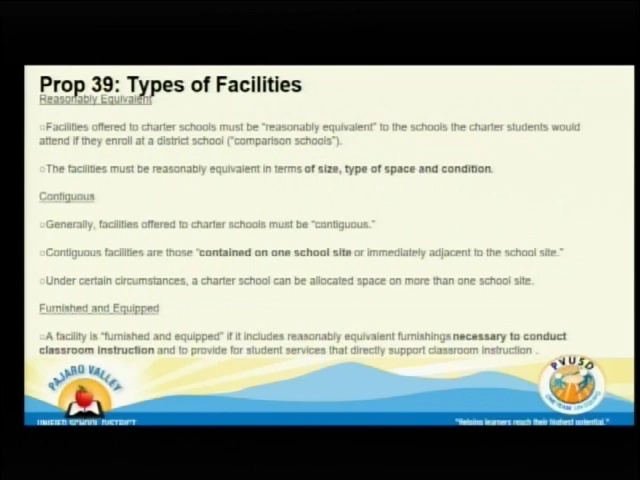 Prop 39: Types of Facilities
Reasonably Equivalent
○Facilities offered to charter schools must be "reasonably equivalent" to the schools the charter students would
attend if they enroll at a district school ("comparison schools").
○The facilities must be reasonably equivalent in terms of size, type of space and condition.
Contiguous
○Generally, facilities offered to charter schools must be "contiguous."
○Contiguous facilities are those "contained on one school site or immediately adjacent to the school site."
○Under certain circumstances, a charter school can be allocated space on more than one school site.
Furnished and Equipped
○A facility is "furnished and equipped" if it includes reasonably equivalent furnishings necessary to conduct
classroom instruction and to provide for student services that directly support classroom instruction .
PAJARO VALLEY
UNIFIED SCHOOL DISTRICT
PVUSD
"Helping learners reach their highest potential."